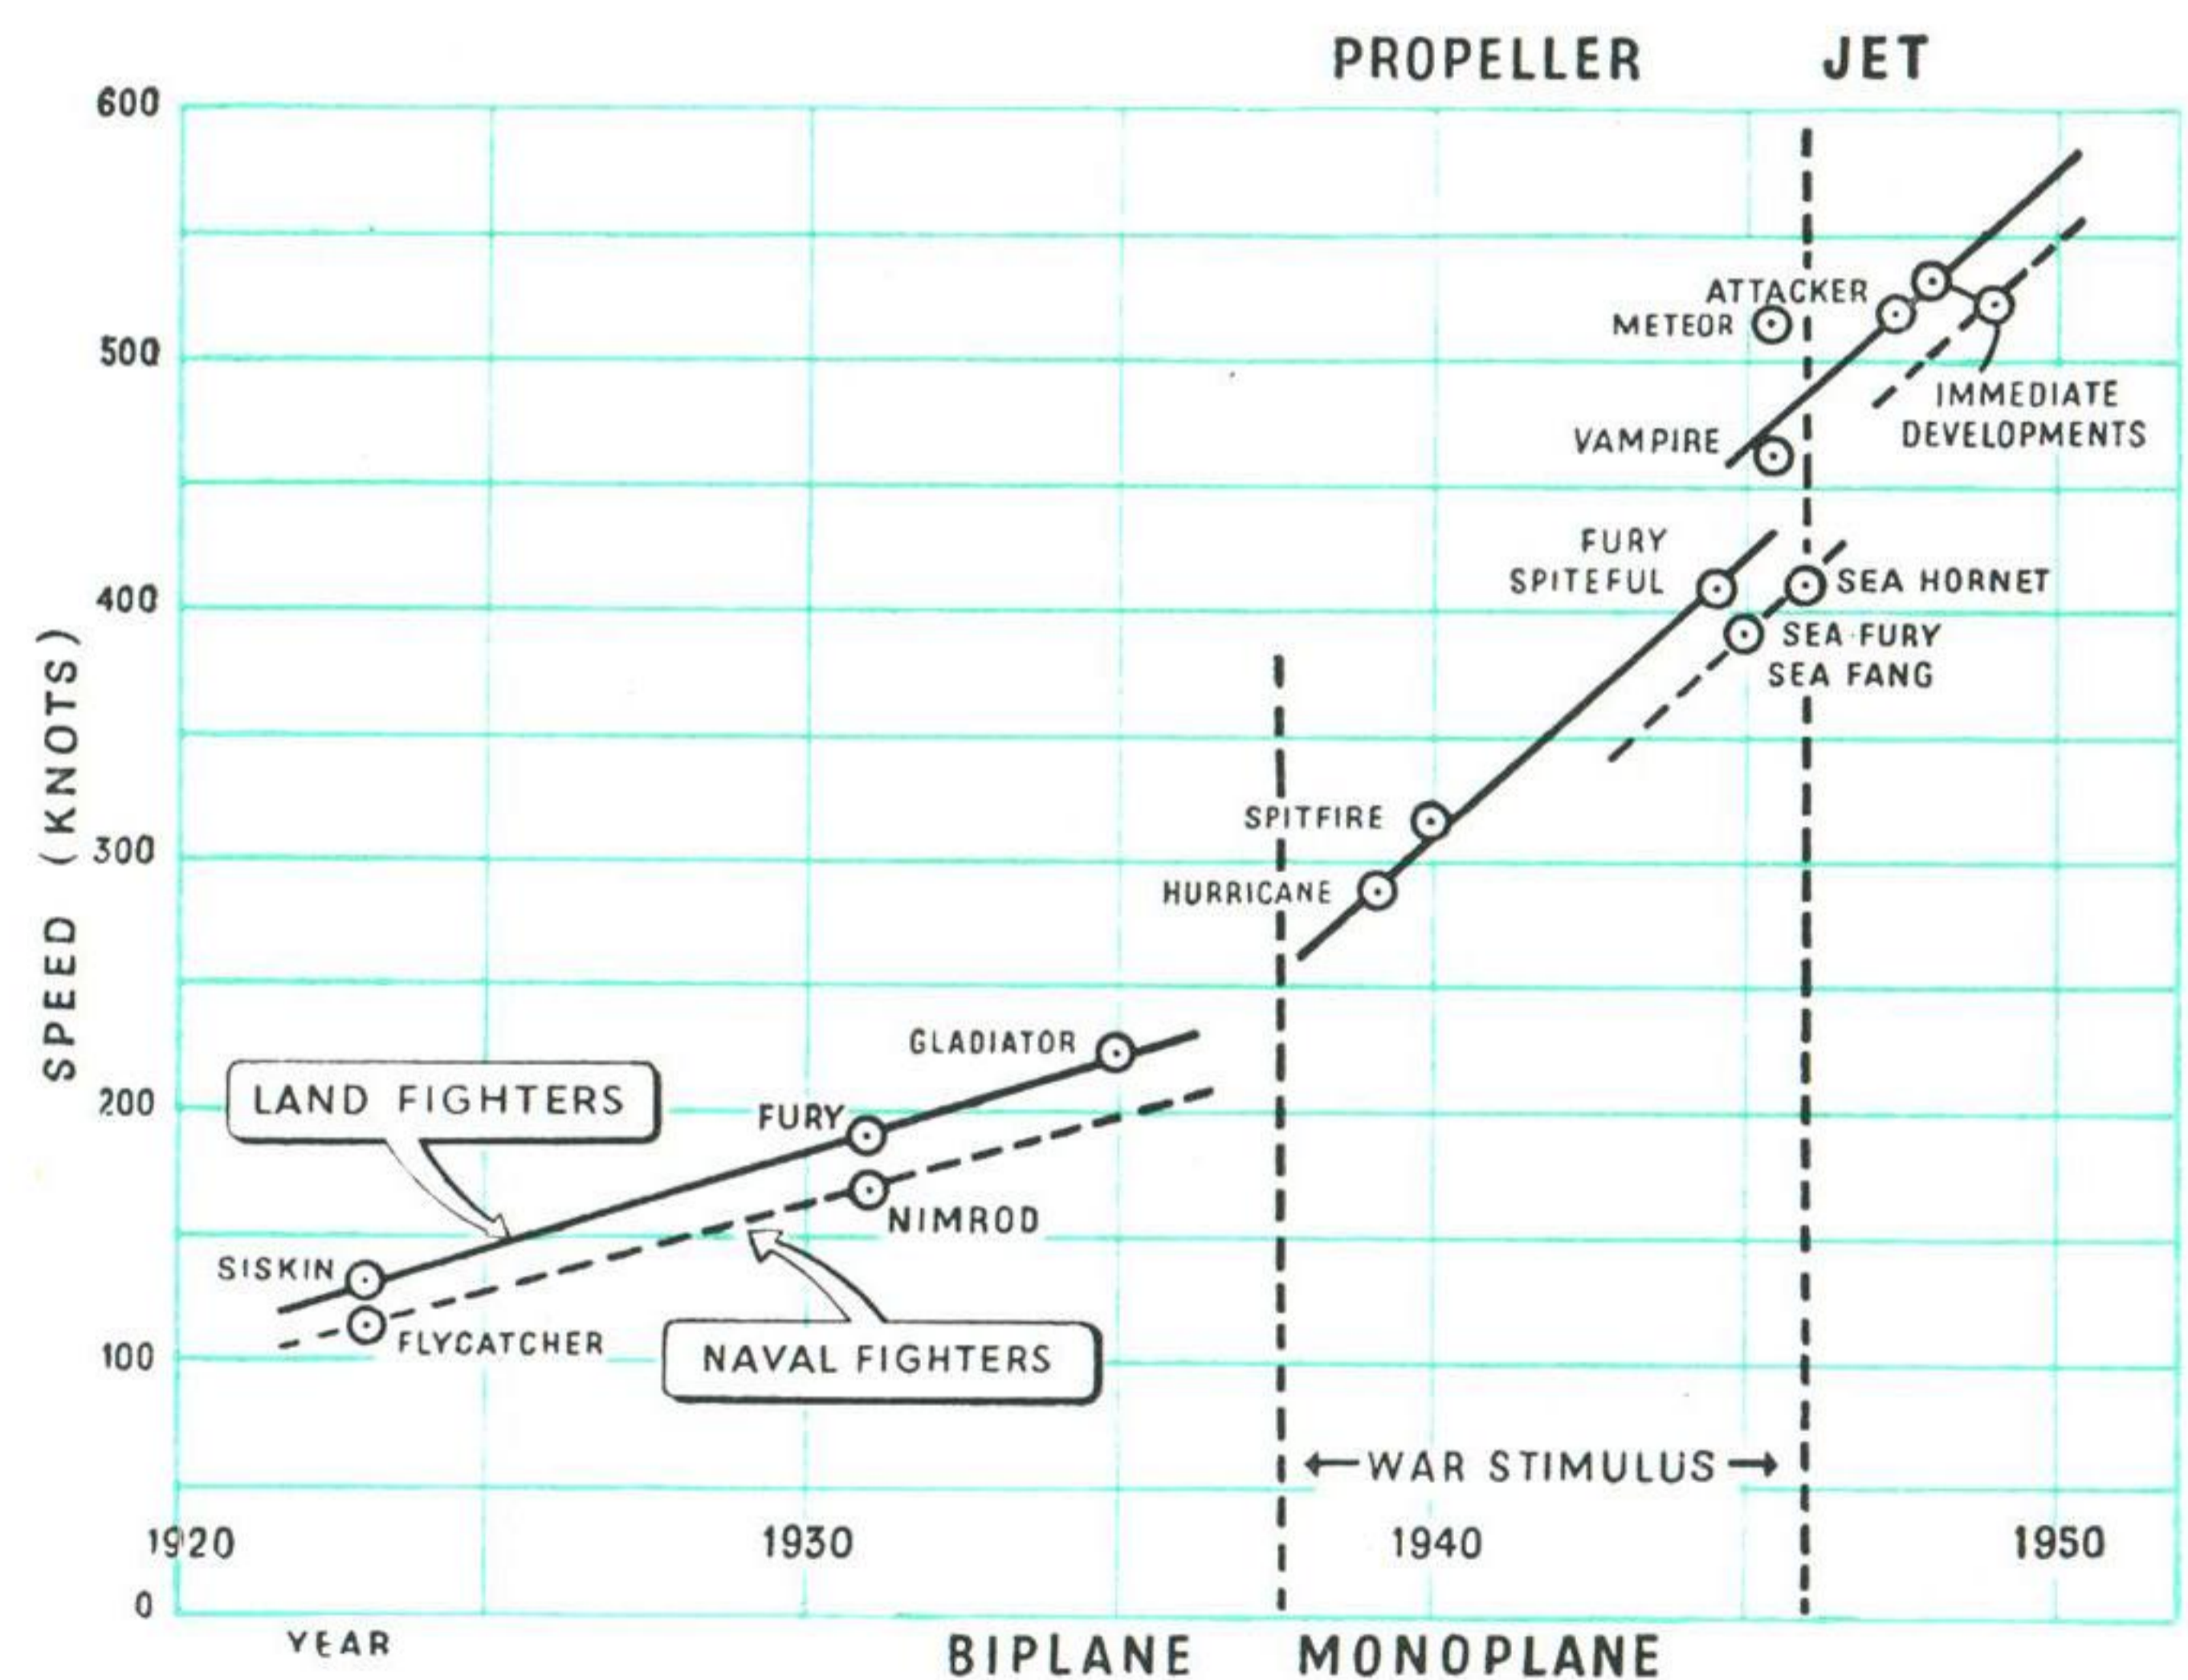 PROPELLER JET
600
500
400
300
200
100
0
SPEED (KNOTS)
ATTACKER
METEOR
IMMEDIATE
DEVELOPMENTS
VAMPIRE
FURY
SPITEFUL
SEA HORNET
SEA FURY
SEA FANG
SPITFIRE
HURRICANE
GLADIATOR
LAND FIGHTERS
FURY
NIMROD
SISKIN
FLYCATCHER
NAVAL FIGHTERS
←WAR STIMULUS→
1920 1930 1940 1950
YEAR
BIPLANE MONOPLANE